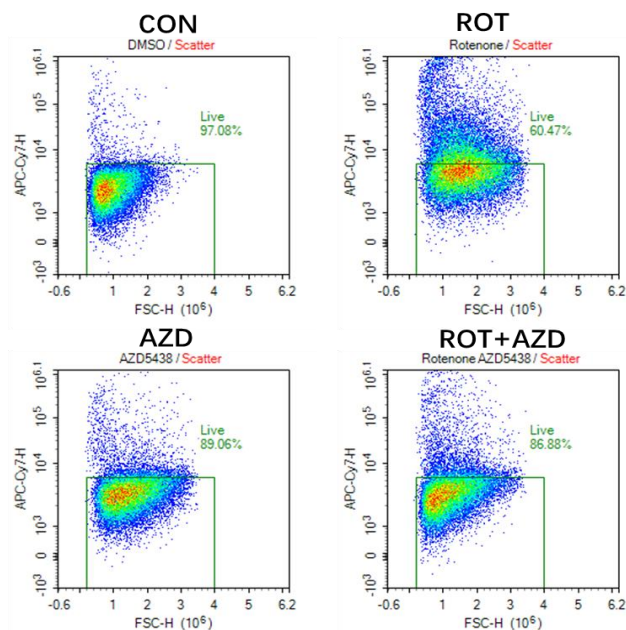 CON
DMSO / Scatter
Live
97.08%
APC-Cy7-H
10^6.1
10^5
10^4
10^3
0
-10^3
-0.6 1 2 3 4 5 6.2
FSC-H (10^6)
ROT
Rotenone / Scatter
Live
60.47%
APC-Cy7-H
10^6.1
10^5
10^4
10^3
0
-10^3
-0.6 1 2 3 4 5 6.2
FSC-H (10^6)
AZD
AZD5438 / Scatter
Live
89.06%
APC-Cy7-H
10^6.1
10^5
10^4
10^3
0
-10^3
-0.6 1 2 3 4 5 6.2
FSC-H (10^6)
ROT+AZD
Rotenone AZD5438 / Scatter
Live
86.88%
APC-Cy7-H
10^6.1
10^5
10^4
10^3
0
-10^3
-0.6 1 2 3 4 5 6.2
FSC-H (10^6)